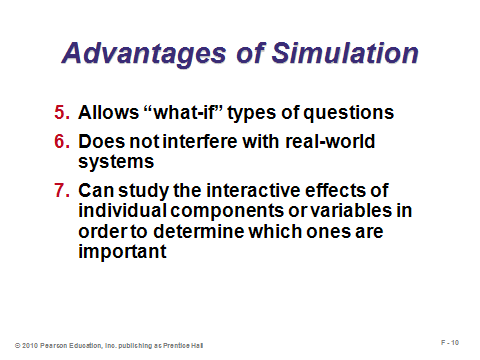 Advantages of Simulation
5. Allows “what-if” types of questions
6. Does not interfere with real-world
systems
7. Can study the interactive effects of
individual components or variables in
order to determine which ones are
important
© 2010 Pearson Education, Inc. publishing as Prentice Hall
F - 10